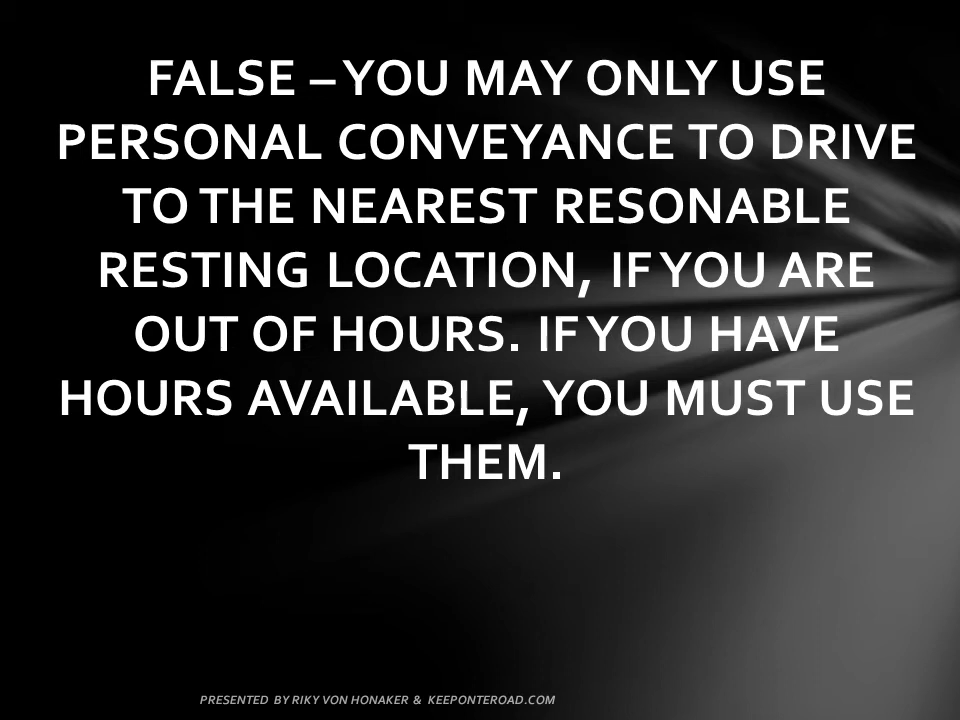 FALSE – YOU MAY ONLY USE
PERSONAL CONVEYANCE TO DRIVE
TO THE NEAREST RESONABLE
RESTING LOCATION, IF YOU ARE
OUT OF HOURS. IF YOU HAVE
HOURS AVAILABLE, YOU MUST USE
THEM.
PRESENTED BY RIKY VON HONAKER & KEEPONTEROAD.COM